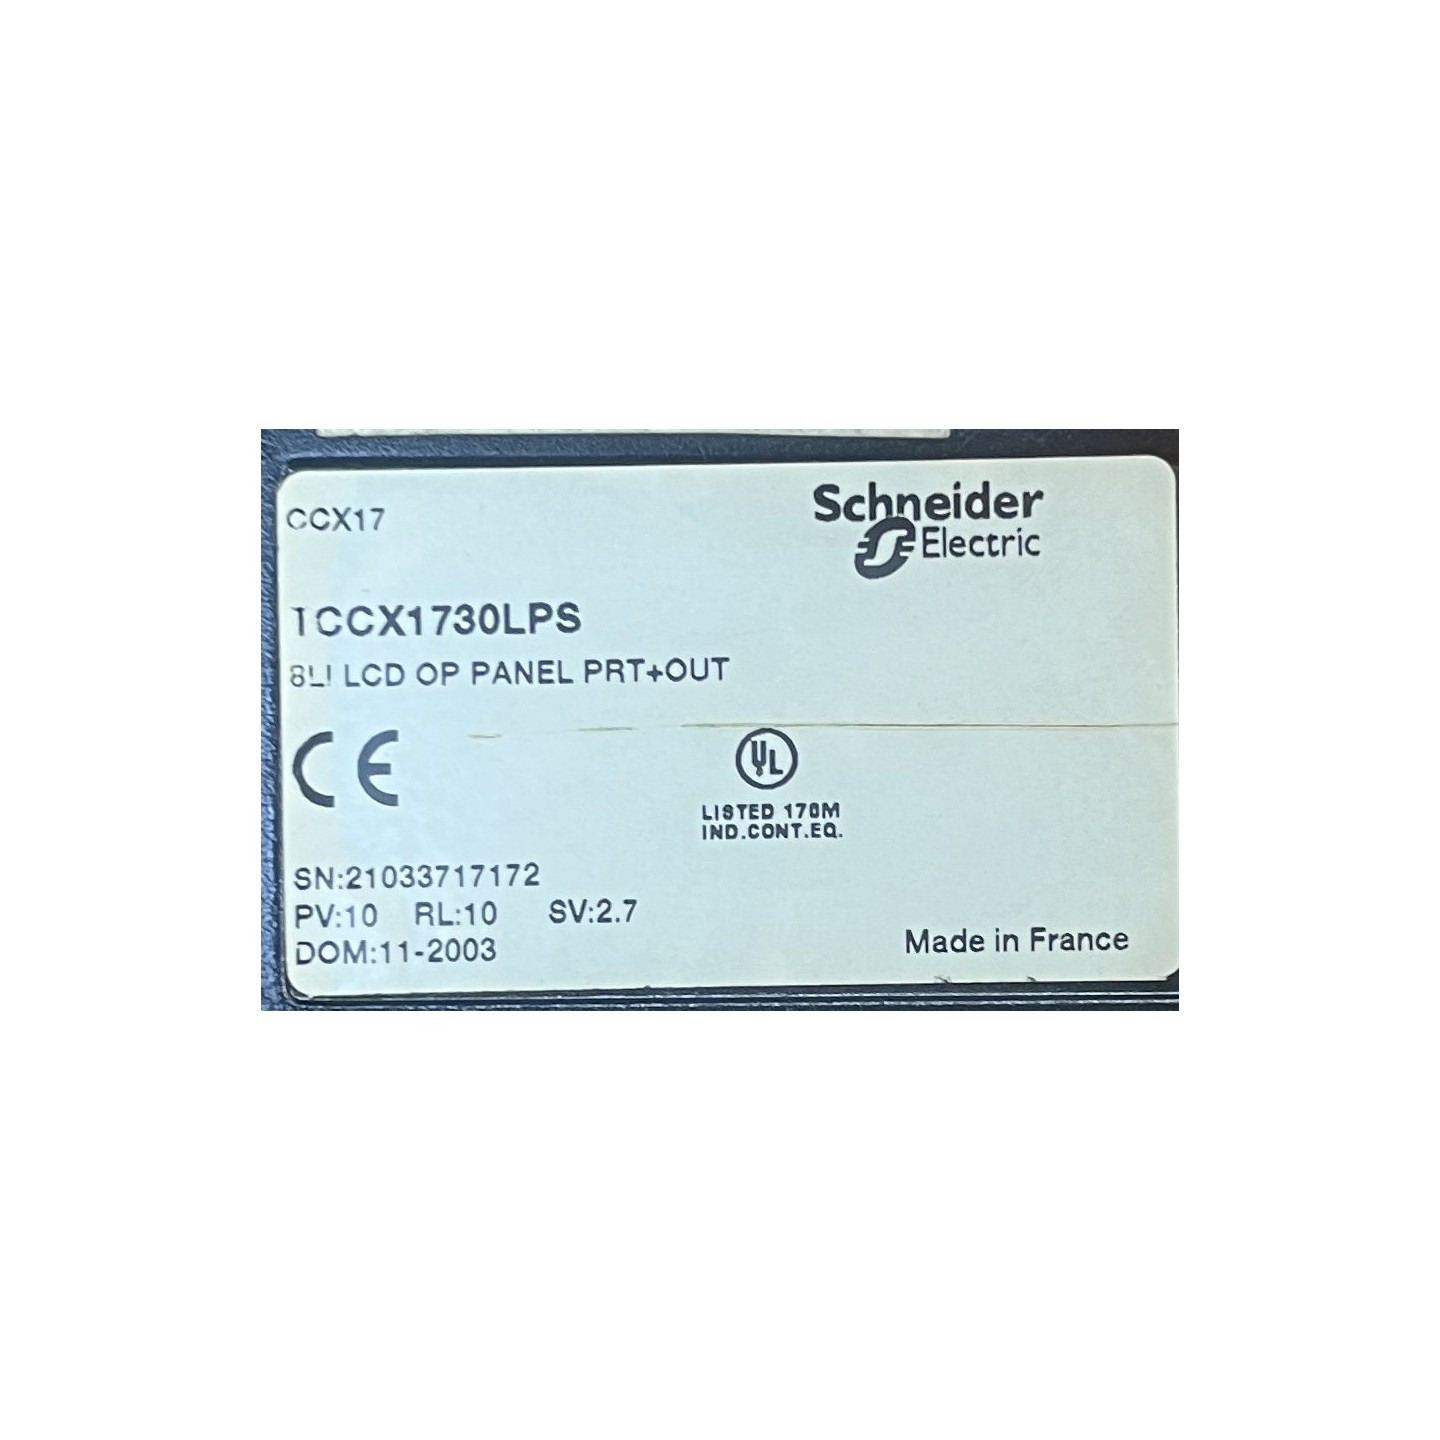 CCX17
Schneider
Electric
TCCX1730LPS
8LI LCD OP PANEL PRT+OUT
CE
UL
LISTED 170M
IND.CONT.EQ.
SN:21033717172
PV:10 RL:10 SV:2.7
DOM:11-2003
Made in France